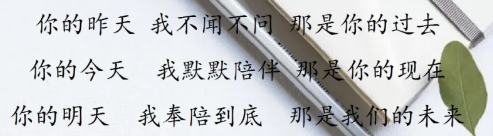 你的昨天 我不闻不问 那是你的过去
你的今天 我默默陪伴 那是你的现在
你的明天 我奉陪到底 那是我们的未来